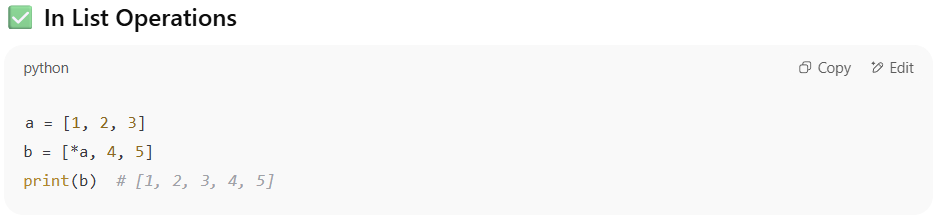 ✅ In List Operations
python
Copy Edit
a = [1, 2, 3]
b = [*a, 4, 5]
print(b)  # [1, 2, 3, 4, 5]